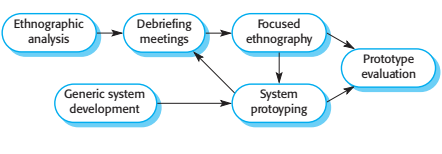 Ethnographic
analysis
Debriefing
meetings
Focused
ethnography
Prototype
evaluation
Generic system
development
System
protoyping